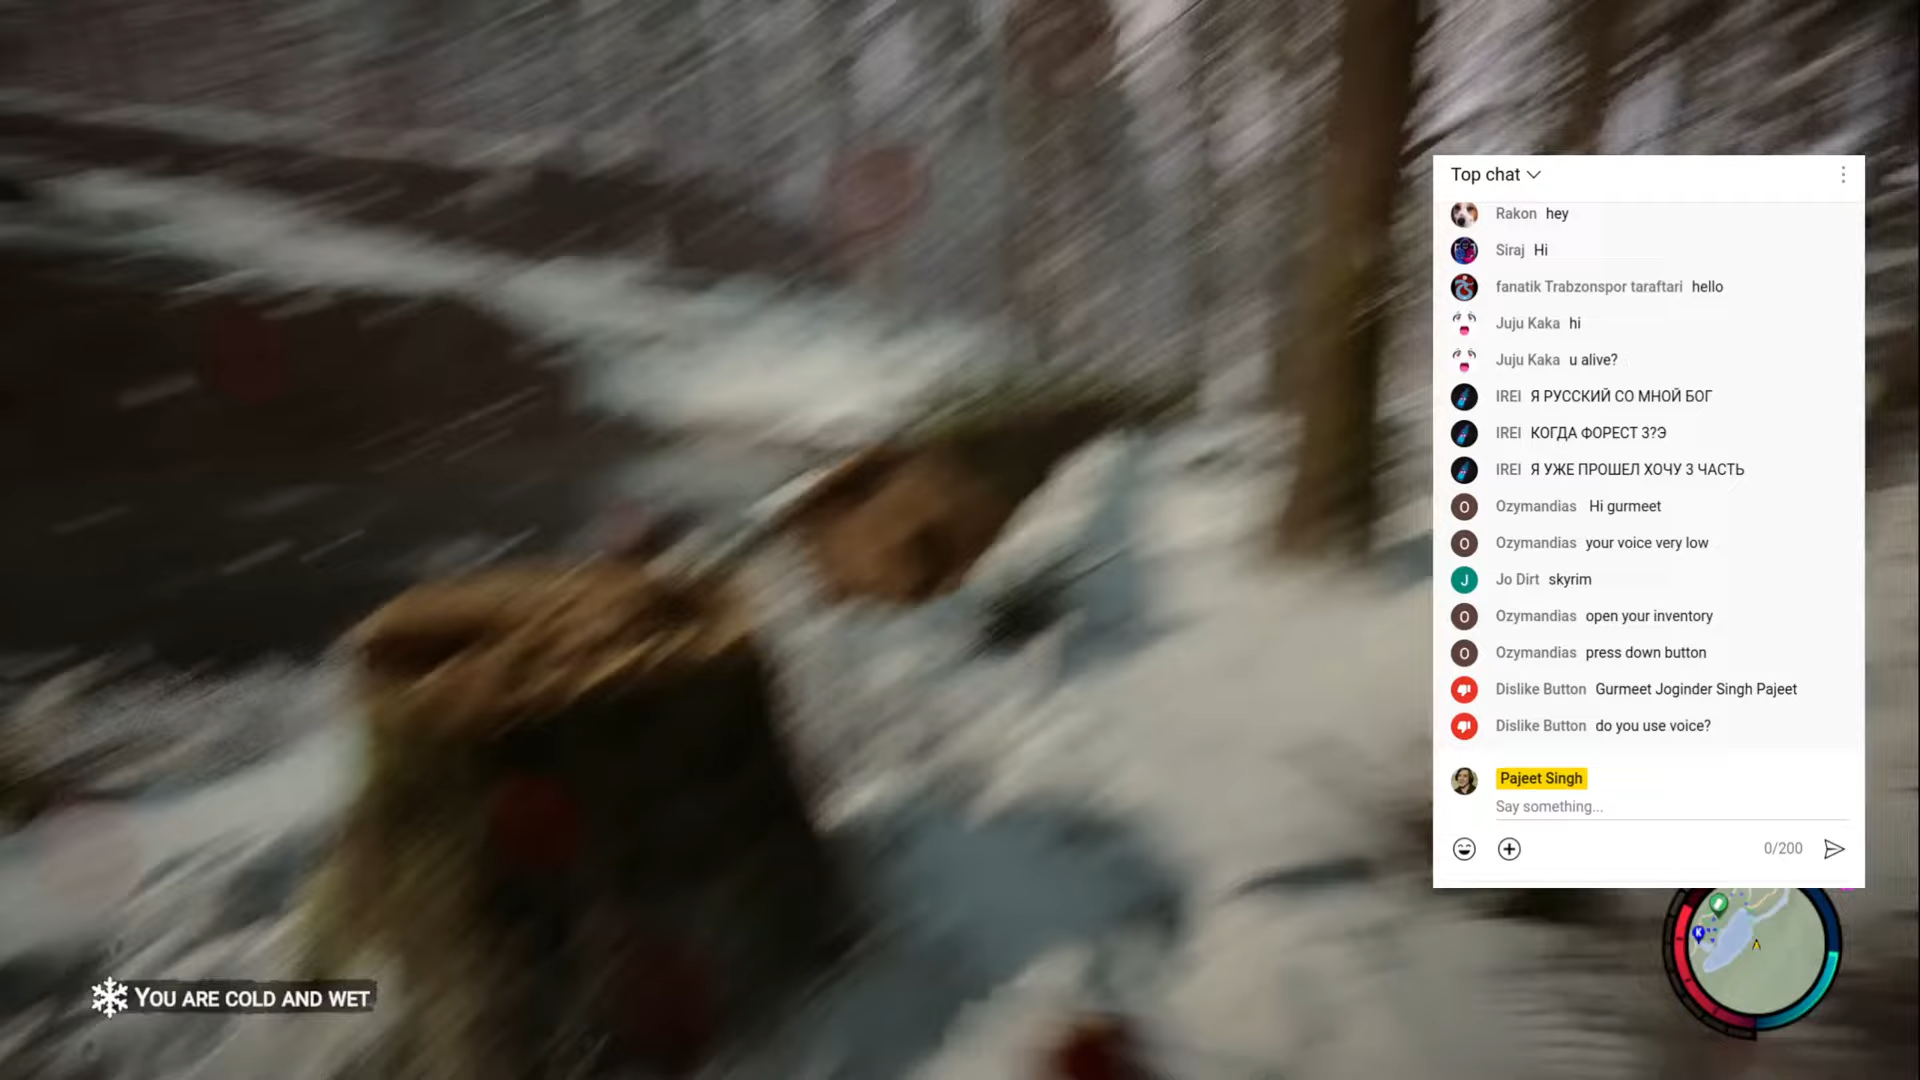 Top chat
Rakon hey
Siraj Hi
fanatik Trabzonspor taraftari hello
Juju Kaka hi
Juju Kaka u alive?
IREI Я РУССКИЙ СО МНОЙ БОГ
IREI КОГДА ФОРЕСТ 3?Э
IREI Я УЖЕ ПРОШЕЛ ХОЧУ 3 ЧАСТЬ
O Ozymandias Hi gurmeet
O Ozymandias your voice very low
J Jo Dirt skyrim
O Ozymandias open your inventory
O Ozymandias press down button
Dislike Button Gurmeet Joginder Singh Pajeet
Dislike Button do you use voice?
Pajeet Singh
Say something...
0/200
K
YOU ARE COLD AND WET